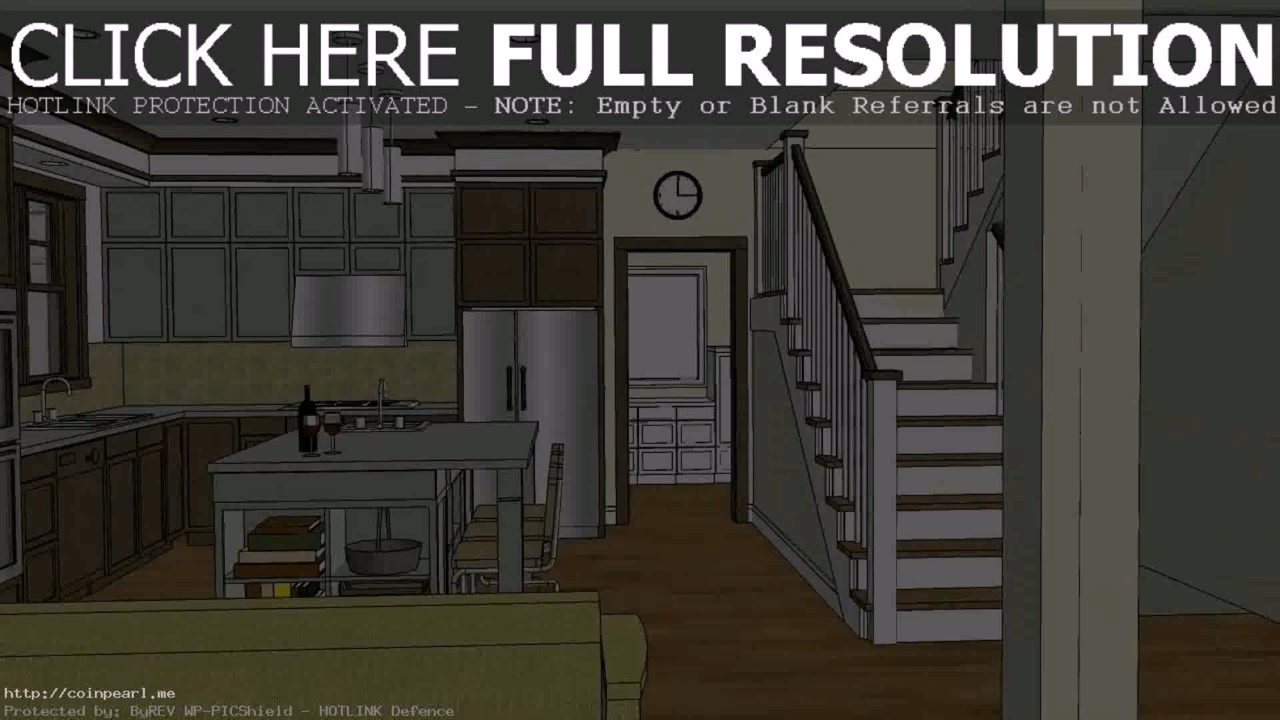 CLICK HERE FULL RESOLUTION
HOTLINK PROTECTION ACTIVATED - NOTE: Empty or Blank Referrals are not Allowed
http://coinpearl.me
Protected by: ByREV WP-PICShield - HOTLINK Defence